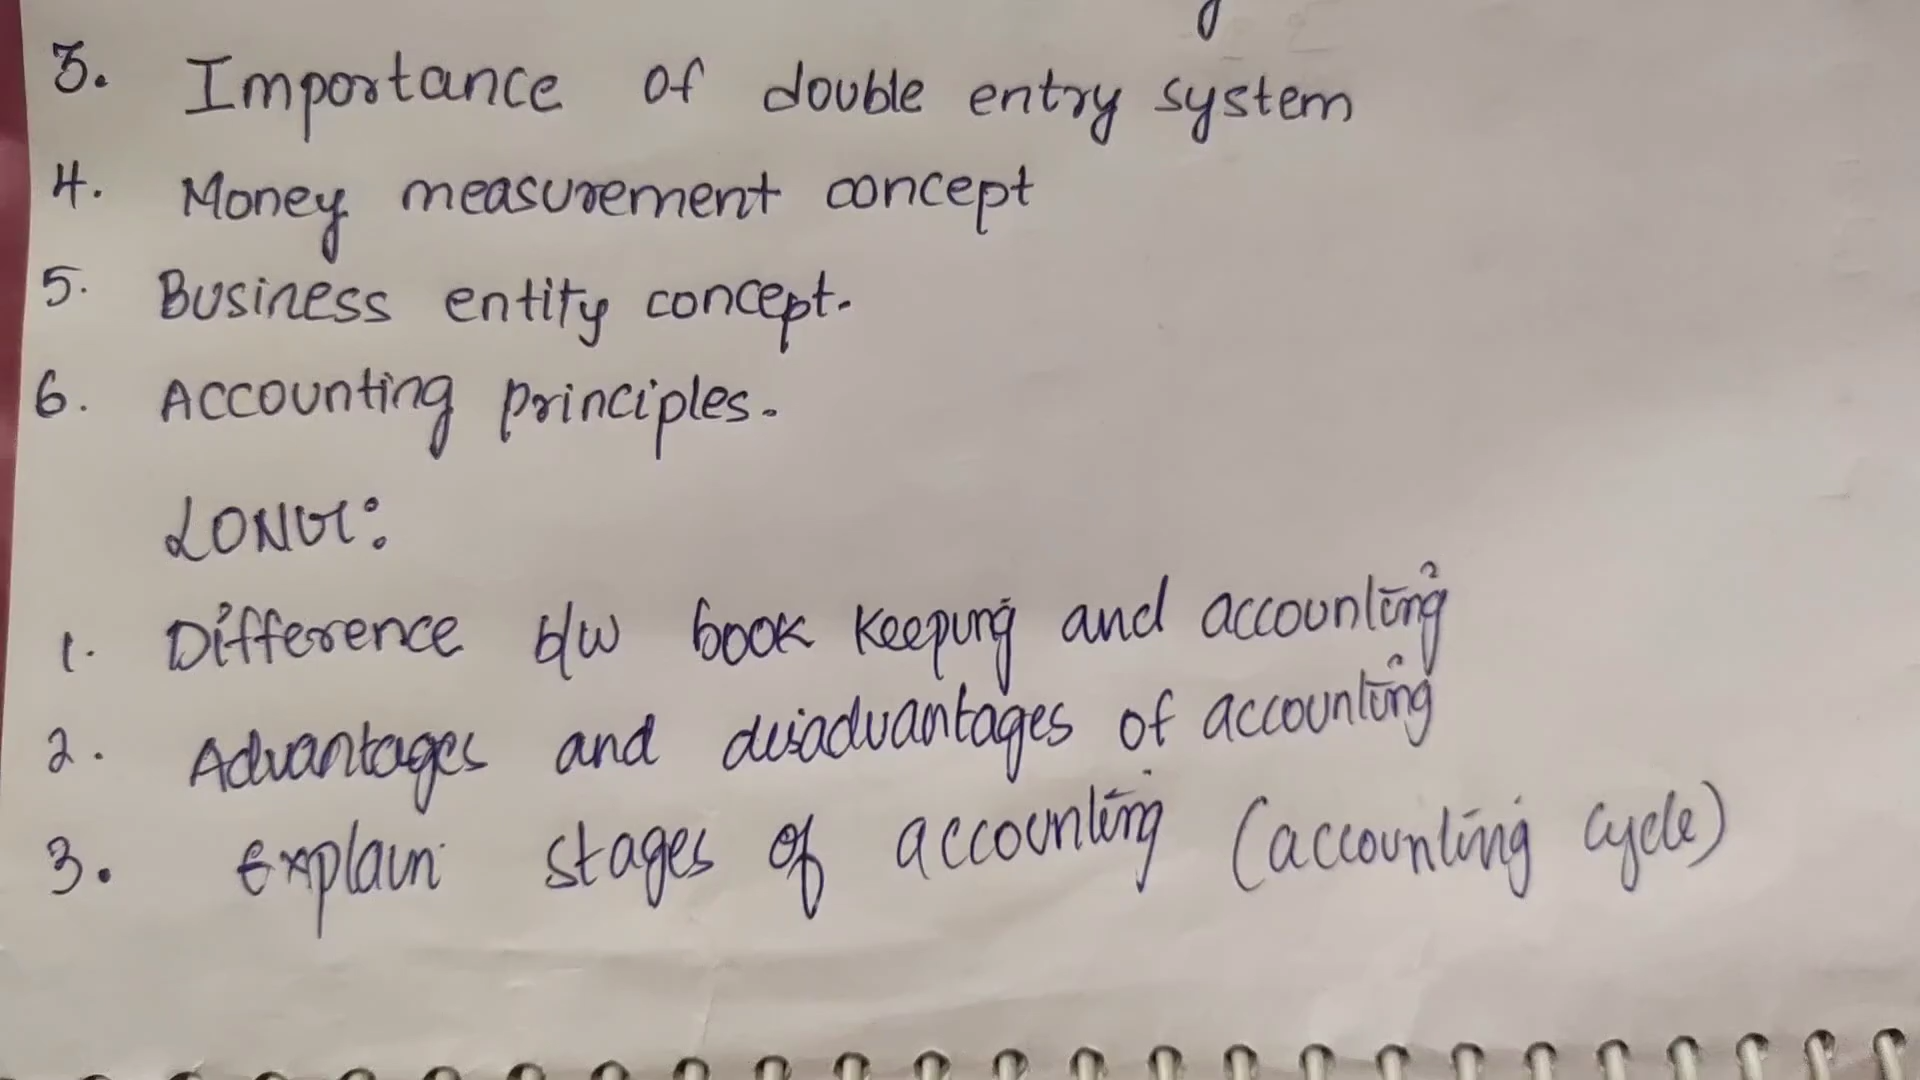 3. Importance of double entry system
4. Money measurement concept
5. Business entity concept.
6. Accounting principles.
LONG:
1. Difference b/w book keeping and accounting
2. Advantages and disadvantages of accounting
3. Explain stages of accounting (accounting cycle)